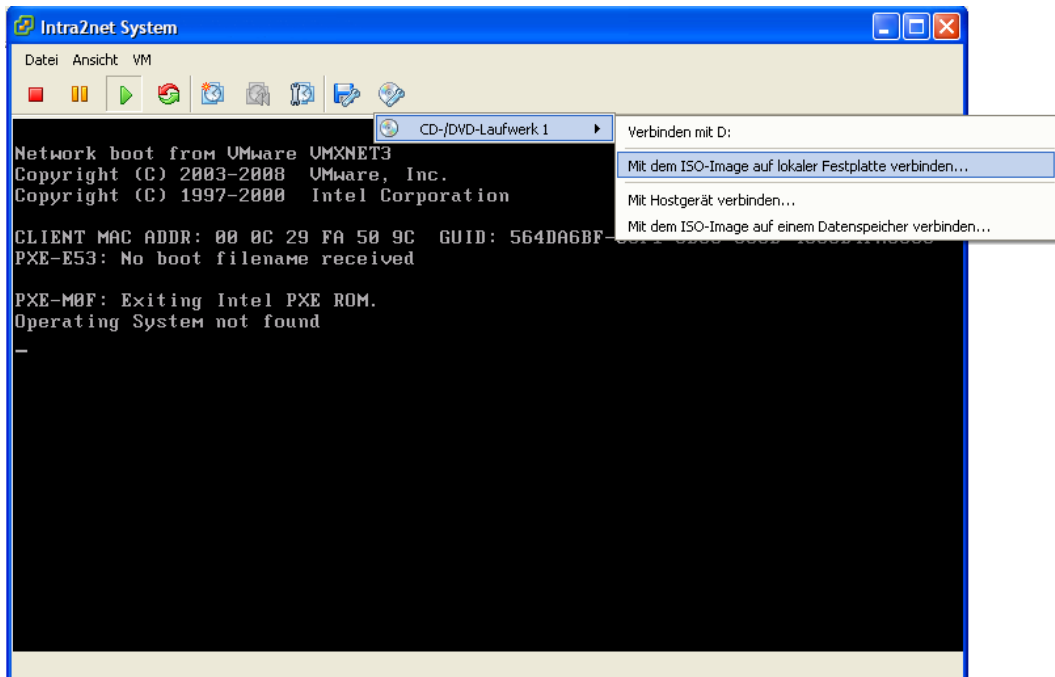 Intra2net System
Datei Ansicht VM
CD-/DVD-Laufwerk 1
Verbinden mit D:
Mit dem ISO-Image auf lokaler Festplatte verbinden...
Mit Hostgerät verbinden...
Mit dem ISO-Image auf einem Datenspeicher verbinden...
Network boot from VMware VMXNET3
Copyright (C) 2003-2008 VMware, Inc.
Copyright (C) 1997-2000 Intel Corporation
CLIENT MAC ADDR: 00 0C 29 FA 50 9C GUID: 564DA6BF-
PXE-E53: No boot filename received
PXE-M0F: Exiting Intel PXE ROM.
Operating System not found